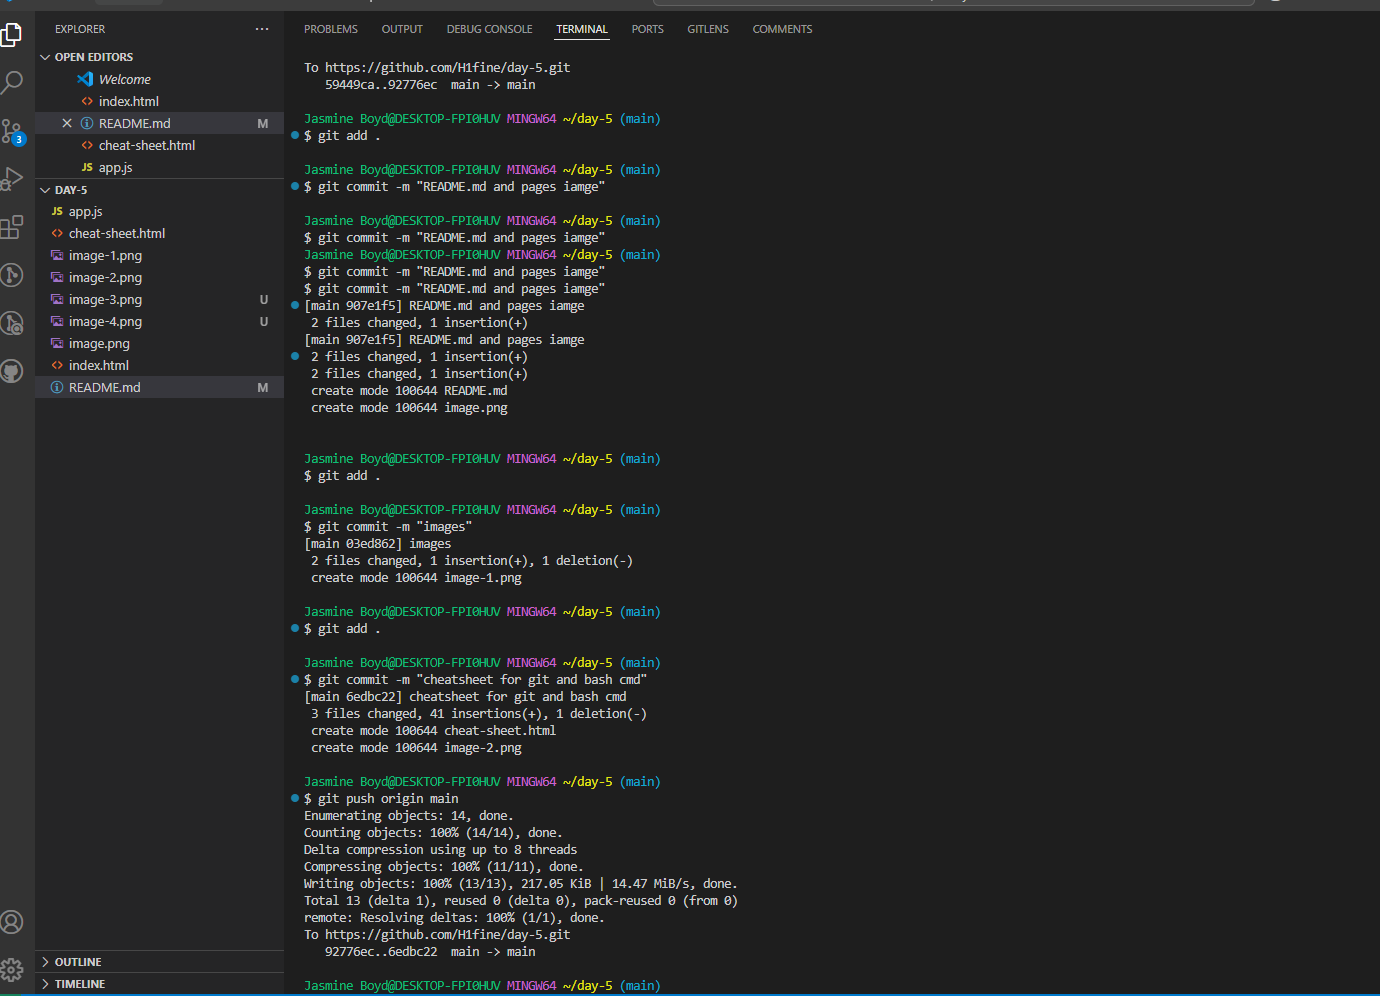 EXPLORER
OPEN EDITORS
Welcome
index.html
README.md M
cheat-sheet.html
JS app.js
DAY-5
JS app.js
cheat-sheet.html
image-1.png
image-2.png
image-3.png U
image-4.png U
image.png
index.html
README.md M
OUTLINE
TIMELINE
3
PROBLEMS OUTPUT DEBUG CONSOLE TERMINAL PORTS GITLENS COMMENTS
To https://github.com/H1fine/day-5.git
59449ca..92776ec main -> main
Jasmine Boyd@DESKTOP-FPI0HUV MINGW64 ~/day-5 (main)
$ git add .
Jasmine Boyd@DESKTOP-FPI0HUV MINGW64 ~/day-5 (main)
$ git commit -m "README.md and pages iamge"
Jasmine Boyd@DESKTOP-FPI0HUV MINGW64 ~/day-5 (main)
$ git commit -m "README.md and pages iamge"
Jasmine Boyd@DESKTOP-FPI0HUV MINGW64 ~/day-5 (main)
$ git commit -m "README.md and pages iamge"
$ git commit -m "README.md and pages iamge"
[main 907e1f5] README.md and pages iamge
2 files changed, 1 insertion(+)
[main 907e1f5] README.md and pages iamge
2 files changed, 1 insertion(+)
2 files changed, 1 insertion(+)
create mode 100644 README.md
create mode 100644 image.png
Jasmine Boyd@DESKTOP-FPI0HUV MINGW64 ~/day-5 (main)
$ git add .
Jasmine Boyd@DESKTOP-FPI0HUV MINGW64 ~/day-5 (main)
$ git commit -m "images"
[main 03ed862] images
2 files changed, 1 insertion(+), 1 deletion(-)
create mode 100644 image-1.png
Jasmine Boyd@DESKTOP-FPI0HUV MINGW64 ~/day-5 (main)
$ git add .
Jasmine Boyd@DESKTOP-FPI0HUV MINGW64 ~/day-5 (main)
$ git commit -m "cheatsheet for git and bash cmd"
[main 6edbc22] cheatsheet for git and bash cmd
3 files changed, 41 insertions(+), 1 deletion(-)
create mode 100644 cheat-sheet.html
create mode 100644 image-2.png
Jasmine Boyd@DESKTOP-FPI0HUV MINGW64 ~/day-5 (main)
$ git push origin main
Enumerating objects: 14, done.
Counting objects: 100% (14/14), done.
Delta compression using up to 8 threads
Compressing objects: 100% (11/11), done.
Writing objects: 100% (13/13), 217.05 KiB | 14.47 MiB/s, done.
Total 13 (delta 1), reused 0 (delta 0), pack-reused 0 (from 0)
remote: Resolving deltas: 100% (1/1), done.
To https://github.com/H1fine/day-5.git
92776ec..6edbc22 main -> main
Jasmine Boyd@DESKTOP-FPI0HUV MINGW64 ~/day-5 (main)